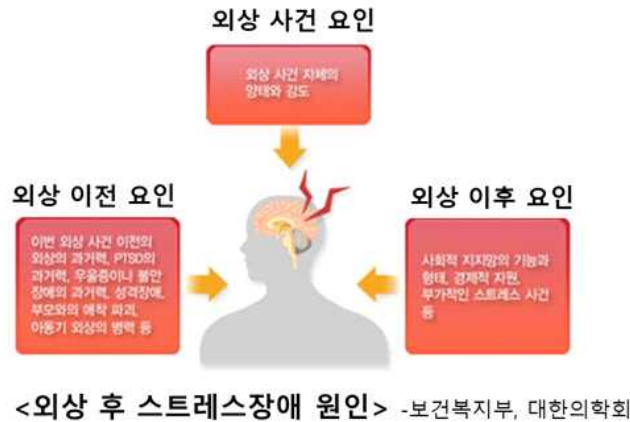 외상 사건 요인
외상 사건 자체의
양태와 강도
외상 이전 요인
이번 외상 사건 이전의
외상의 과거력, PTSD의
과거력, 우울증이나 불안
장애의 과거력, 성격장애,
부모와의 애착 파괴,
아동기 외상의 병력 등
외상 이후 요인
사회적 지지망의 기능과
형태, 경제적 지원,
부가적인 스트레스 사건
등
<외상 후 스트레스장애 원인> -보건복지부, 대한의학회